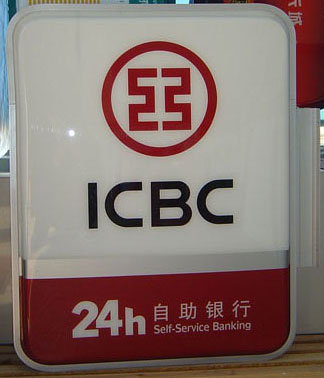 ICBC
24h 自助银行
Self-Service Banking